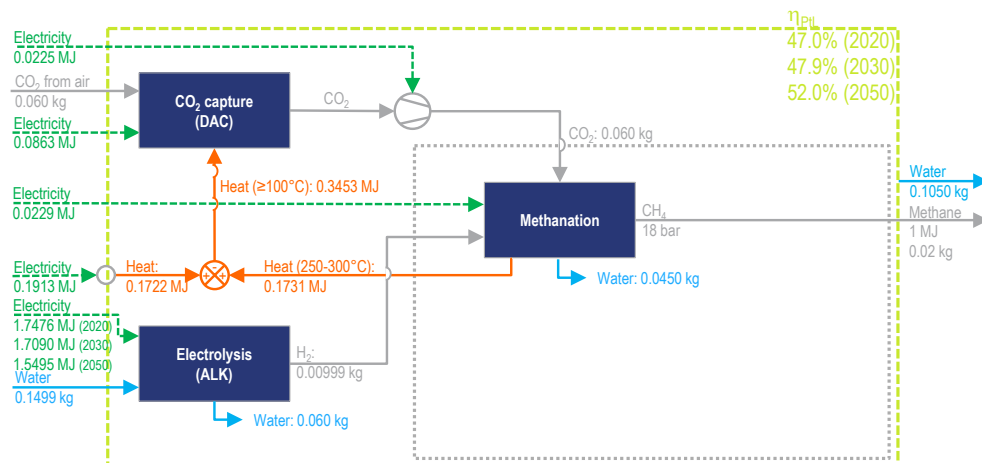 η_PtL
47.0% (2020)
47.9% (2030)
52.0% (2050)
Electricity
0.0225 MJ
CO₂ from air
0.060 kg
Electricity
0.0863 MJ
CO₂ capture
(DAC)
CO₂
CO₂: 0.060 kg
Heat (≥100°C): 0.3453 MJ
Electricity
0.0229 MJ
Methanation
CH₄
18 bar
Water
0.1050 kg
Methane
1 MJ
0.02 kg
Electricity
0.1913 MJ
Heat:
0.1722 MJ
+
-
+
Heat (250-300°C):
0.1731 MJ
Water: 0.0450 kg
Electricity
1.7476 MJ (2020)
1.7090 MJ (2030)
1.5495 MJ (2050)
Water
0.1499 kg
Electrolysis
(ALK)
H₂:
0.00999 kg
Water: 0.060 kg